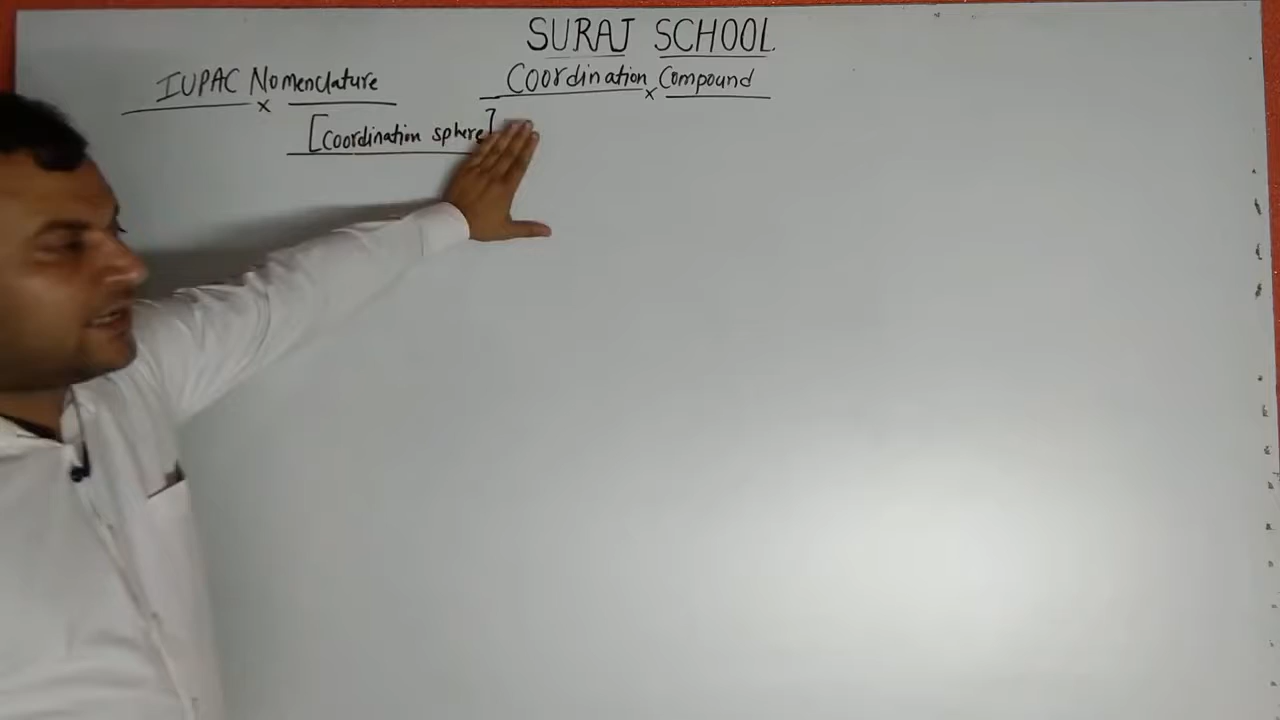 SURAJ SCHOOL.
IUPAC Nomenclature
Coordination x Compound
x
[Coordination sphere]